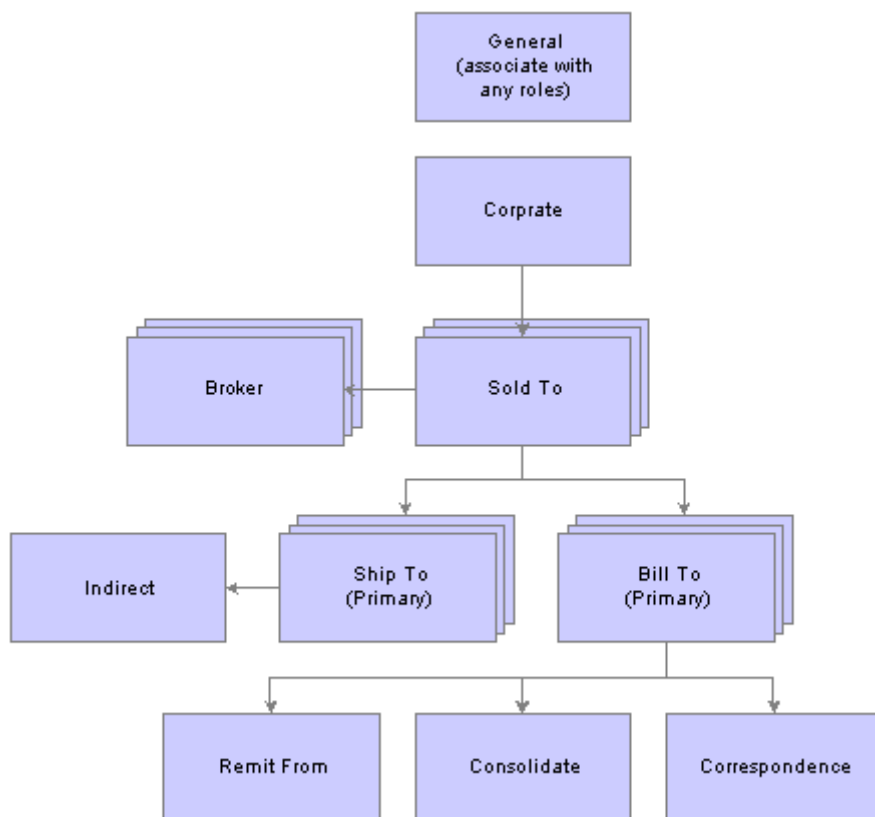 General
(associate with
any roles)
Corprate
Broker
Sold To
Indirect
Ship To
(Primary)
Bill To
(Primary)
Remit From
Consolidate
Correspondence